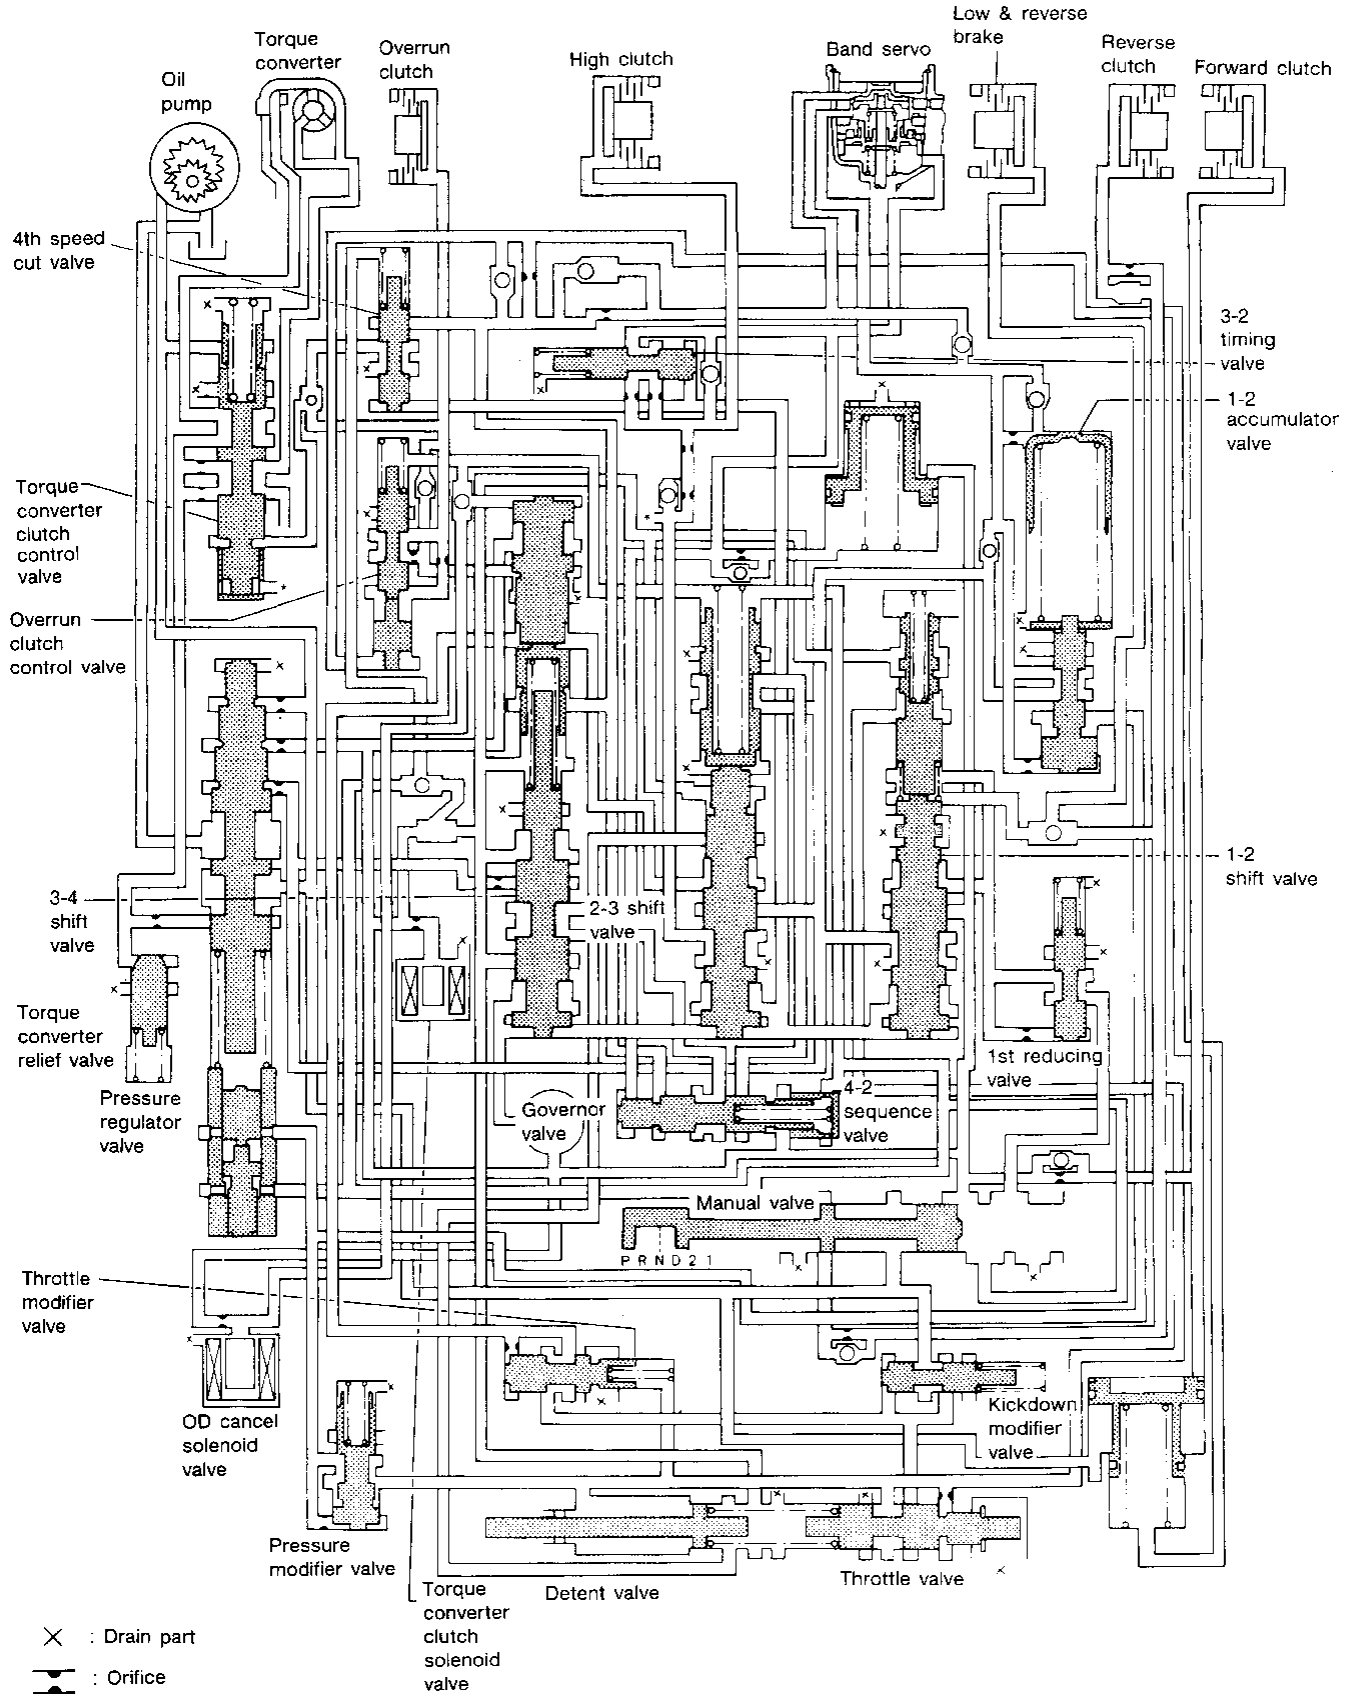 Low & reverse
brake
Torque
converter
Overrun
clutch
High clutch
Band servo
Reverse
clutch
Forward clutch
Oil
pump
4th speed
cut valve
3-2
timing
valve
1-2
accumulator
valve
Torque
converter
clutch
control
valve
Overrun
clutch
control valve
1-2
shift valve
3-4
shift
valve
2-3 shift
valve
Torque
converter
relief valve
Pressure
regulator
valve
1st reducing
valve
Governor
valve
4-2
sequence
valve
Manual valve
P R N D 2 1
Throttle
modifier
valve
OD cancel
solenoid
valve
Kickdown
modifier
valve
Pressure
modifier valve
Torque
converter
clutch
solenoid
valve
Detent valve
Throttle valve
: Drain part
: Orifice